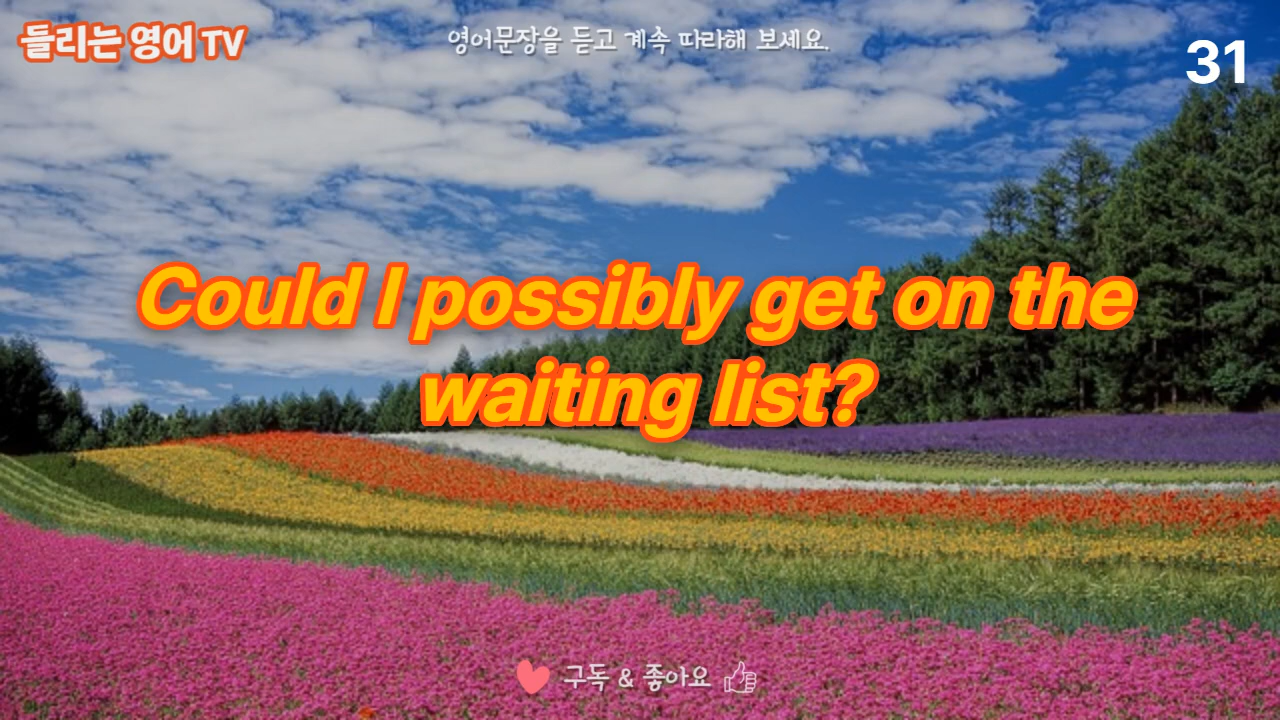 들리는 영어 TV
영어문장을 듣고 계속 따라해 보세요.
31
Could I possibly get on the
waiting list?
구독 & 좋아요